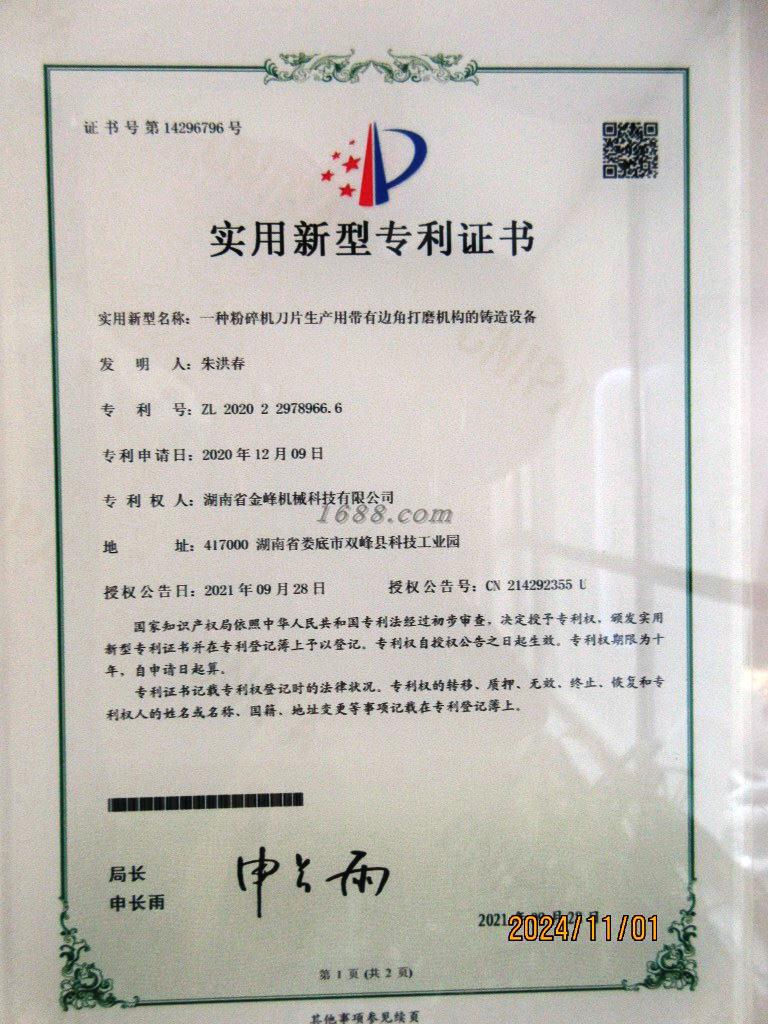 证书号第14296796号
实用新型专利证书
实用新型名称：一种粉碎机刀片生产用带有边角打磨机构的铸造设备
发明人：朱洪春
专利号：ZL 2020 2 2978966.6
专利申请日：2020年12月09日
专利权人：湖南省金峰机械科技有限公司
1688.com
地址：417000 湖南省娄底市双峰县科技工业园
授权公告日：2021年09月28日 授权公告号：CN 214292355 U
国家知识产权局依照中华人民共和国专利法经过初步审查，决定授予专利权，颁发实用
新型专利证书并在专利登记簿上予以登记。专利权自授权公告之日起生效。专利权期限为十
年，自申请日起算。
专利证书记载专利权登记时的法律状况。专利权的转移、质押、无效、终止、恢复和专
利权人的姓名或名称、国籍、地址变更等事项记载在专利登记簿上。
局长
申长雨
申长雨
2021年
2024/11/01
第 1 页 (共 2 页)
其他事项参见续页